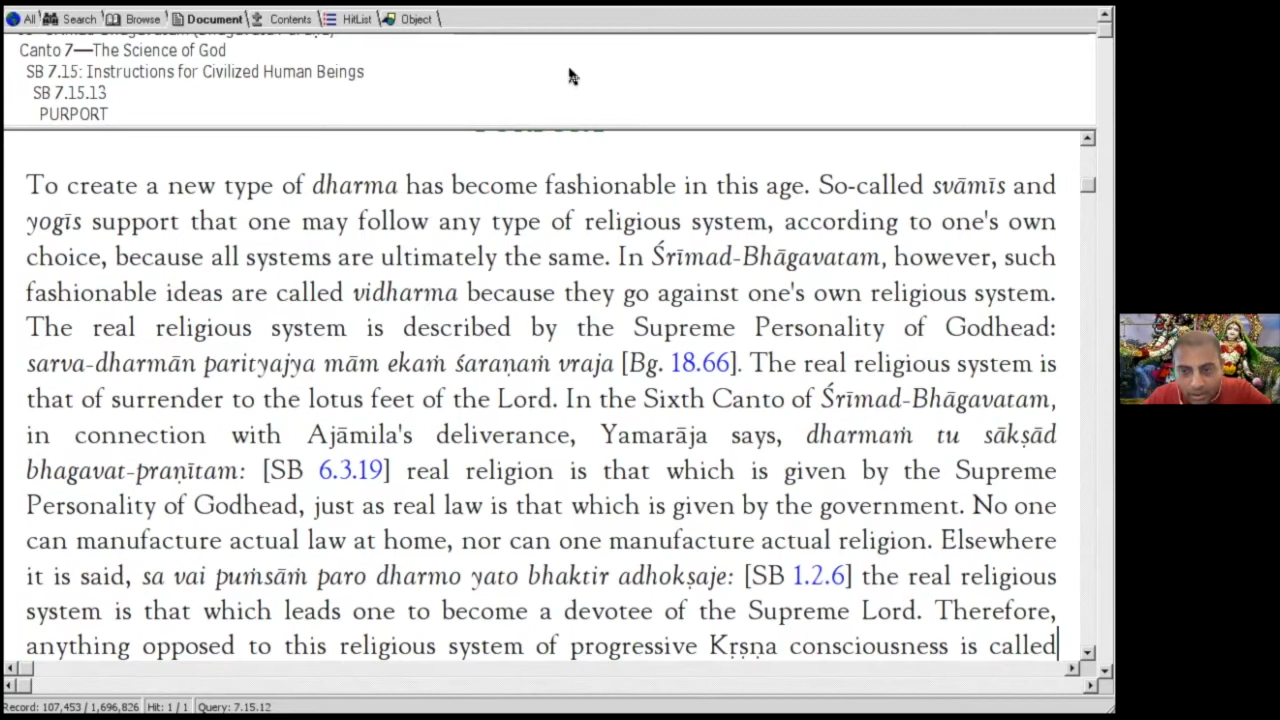 All Search Browse Document Contents HitList Object
Canto 7—The Science of God
SB 7.15: Instructions for Civilized Human Beings
SB 7.15.13
PURPORT
To create a new type of dharma has become fashionable in this age. So-called svāmīs and
yogīs support that one may follow any type of religious system, according to one's own
choice, because all systems are ultimately the same. In Śrīmad-Bhāgavatam, however, such
fashionable ideas are called vidharma because they go against one's own religious system.
The real religious system is described by the Supreme Personality of Godhead:
sarva-dharmān parityajya mām ekaṁ śaraṇaṁ vraja [Bg. 18.66]. The real religious system is
that of surrender to the lotus feet of the Lord. In the Sixth Canto of Śrīmad-Bhāgavatam,
in connection with Ajāmila's deliverance, Yamarāja says, dharmaṁ tu sākṣād
bhagavat-praṇītam: [SB 6.3.19] real religion is that which is given by the Supreme
Personality of Godhead, just as real law is that which is given by the government. No one
can manufacture actual law at home, nor can one manufacture actual religion. Elsewhere
it is said, sa vai puṁsāṁ paro dharmo yato bhaktir adhokṣaje: [SB 1.2.6] the real religious
system is that which leads one to become a devotee of the Supreme Lord. Therefore,
anything opposed to this religious system of progressive Kṛṣṇa consciousness is called
Record: 107,453 / 1,696,826 Hit: 1 / 1 Query: 7.15.12